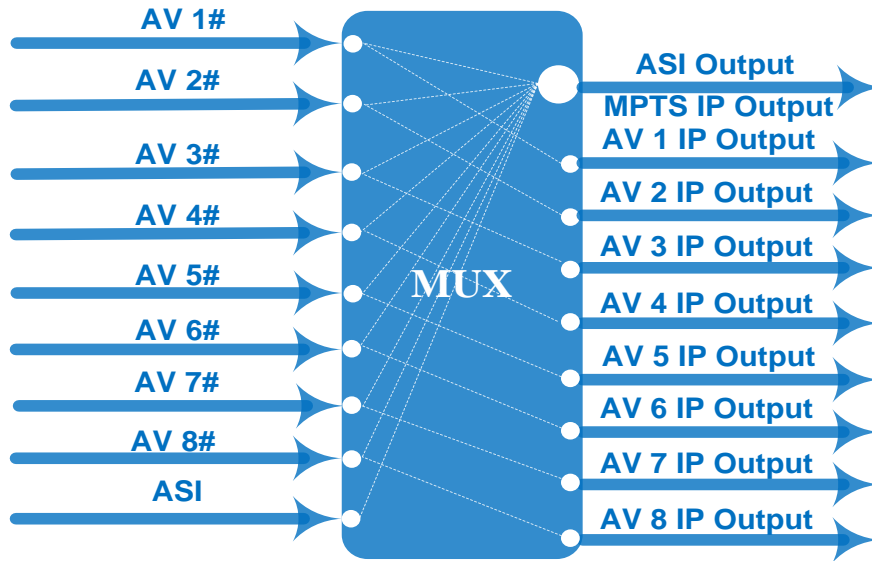 AV 1#
AV 2#
AV 3#
AV 4#
AV 5#
AV 6#
AV 7#
AV 8#
ASI
MUX
ASI Output
MPTS IP Output
AV 1 IP Output
AV 2 IP Output
AV 3 IP Output
AV 4 IP Output
AV 5 IP Output
AV 6 IP Output
AV 7 IP Output
AV 8 IP Output